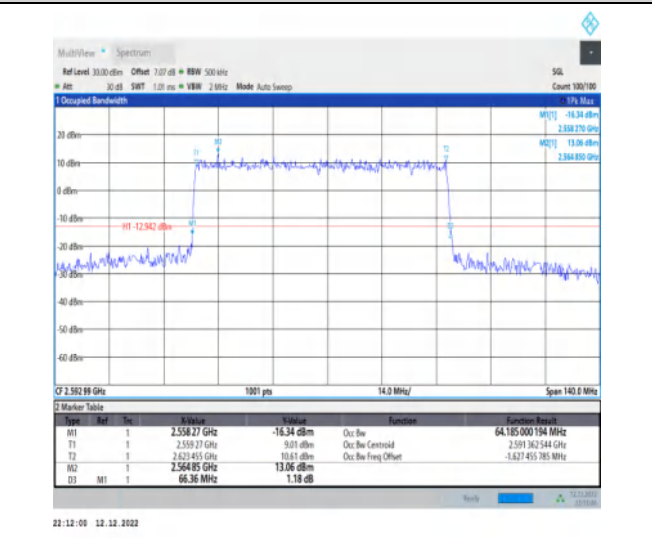 MultiView Spectrum
Ref Level 30.00 dBm Offset 7.07 dB RBW 500 kHz SGL
Att 30 dB SWT 1.01 ms VBW 2 MHz Mode Auto Sweep Count 100/100
1 Occupied Bandwidth 1Pk Max
M1[1] -16.34 dBm
2.558 270 GHz
M2[1] 13.06 dBm
2.564 850 GHz
20 dBm
T1 M2 T2
10 dBm
0 dBm
-10 dBm
H1 -12.942 dBm M1
-20 dBm
-30 dBm
-40 dBm
-50 dBm
-60 dBm
CF 2.592 99 GHz 1001 pts 14.0 MHz/ Span 140.0 MHz
2 Marker Table
Type Ref Trc X-Value Y-Value Function Function Result
M1 1 2.558 27 GHz -16.34 dBm Occ Bw 64.185 000 194 MHz
T1 1 2.559 27 GHz 9.01 dBm Occ Bw Centroid 2.591 362 544 GHz
T2 1 2.623 455 GHz 10.61 dBm Occ Bw Freq Offset -1.627 455 785 MHz
M2 1 2.564 85 GHz 13.06 dBm
D3 M1 1 66.36 MHz 1.18 dB
Ready 12.12.2022
22:12:00 12.12.2022